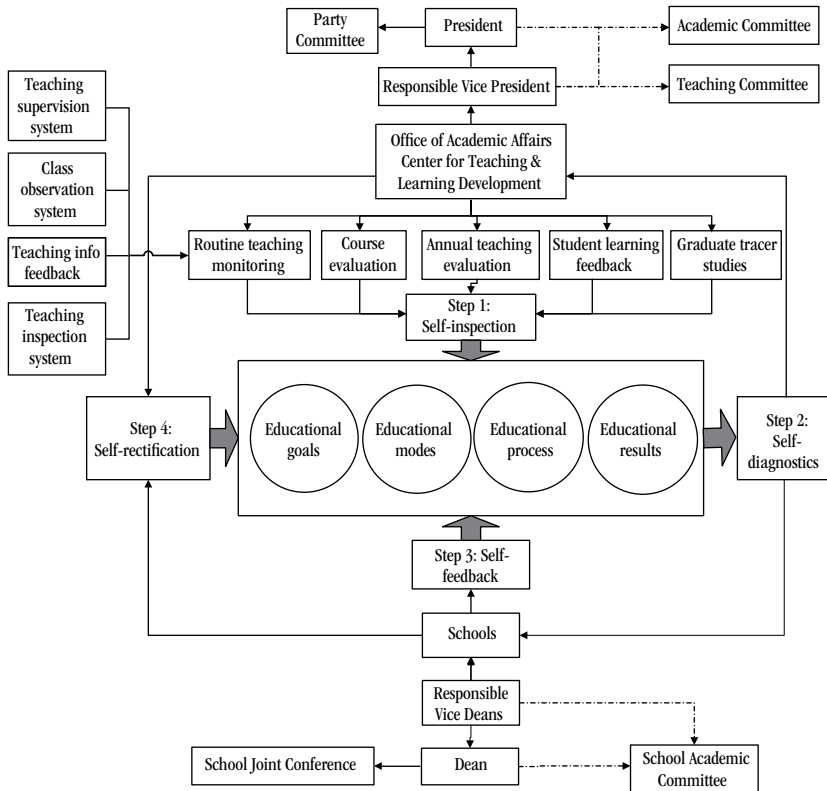 Party
Committee
President
Academic Committee
Responsible Vice President
Teaching Committee
Teaching
supervision
system
Office of Academic Affairs
Center for Teaching &
Learning Development
Class
observation
system
Teaching info
feedback
Teaching
inspection
system
Routine teaching
monitoring
Course
evaluation
Annual teaching
evaluation
Student learning
feedback
Graduate tracer
studies
Step 1:
Self-inspection
Step 4:
Self-rectification
Educational
goals
Educational
modes
Educational
process
Educational
results
Step 2:
Self-
diagnostics
Step 3: Self-
feedback
Schools
Responsible
Vice Deans
School Joint Conference
Dean
School Academic
Committee